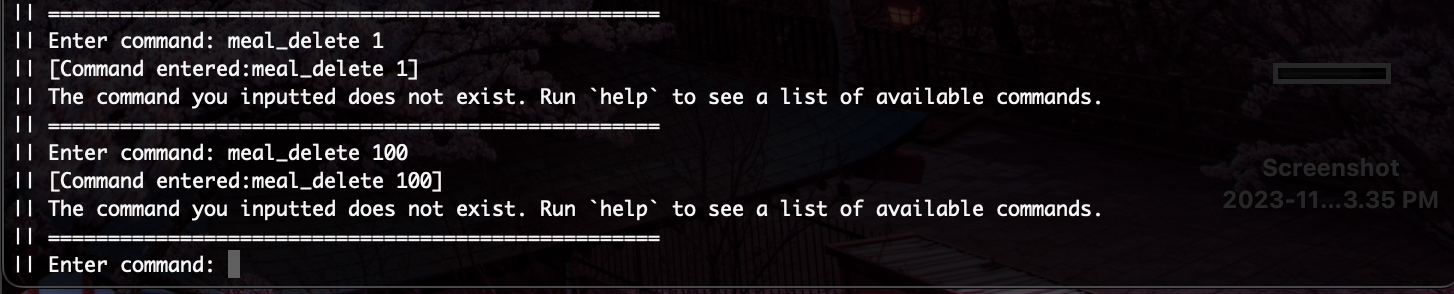 || ===================================================
|| Enter command: meal_delete 1
|| [Command entered:meal_delete 1]
|| The command you inputted does not exist. Run `help` to see a list of available commands.
|| ===================================================
|| Enter command: meal_delete 100
|| [Command entered:meal_delete 100]
|| The command you inputted does not exist. Run `help` to see a list of available commands.
|| ===================================================
|| Enter command:
Screenshot
2023-11...3.35 PM